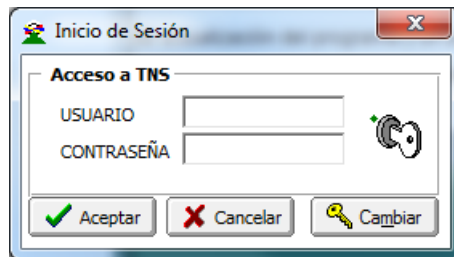 Inicio de Sesión
Acceso a TNS
USUARIO
CONTRASEÑA
Aceptar Cancelar Cambiar